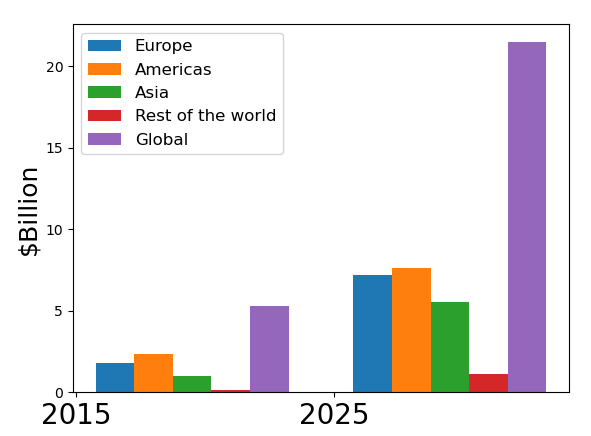 Europe
Americas
Asia
Rest of the world
Global
$Billion
20
15
10
5
0
2015
2025